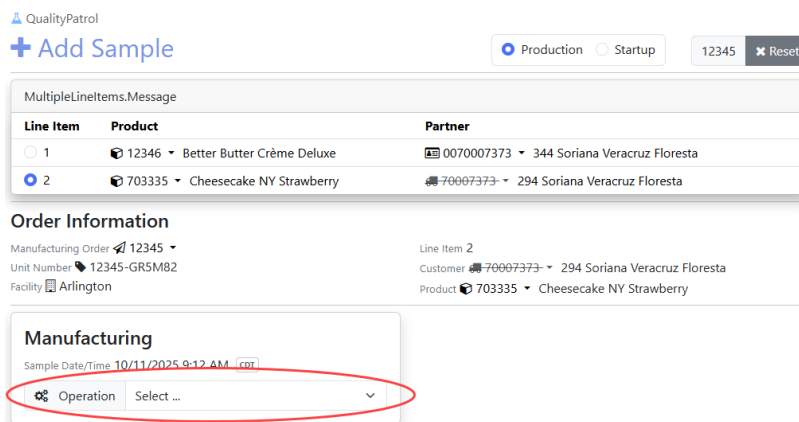 QualityPatrol
Add Sample
Production Startup 12345 Reset
MultipleLineItems.Message
Line Item Product Partner
1 12346 Better Butter Crème Deluxe 0070007373 344 Soriana Veracruz Floresta
2 703335 Cheesecake NY Strawberry 70007373 294 Soriana Veracruz Floresta
Order Information
Manufacturing Order 12345 Line Item 2
Unit Number 12345-GR5M82 Customer 70007373 294 Soriana Veracruz Floresta
Facility Arlington Product 703335 Cheesecake NY Strawberry
Manufacturing
Sample Date/Time 10/11/2025 9:12 AM CDT
Operation Select ...